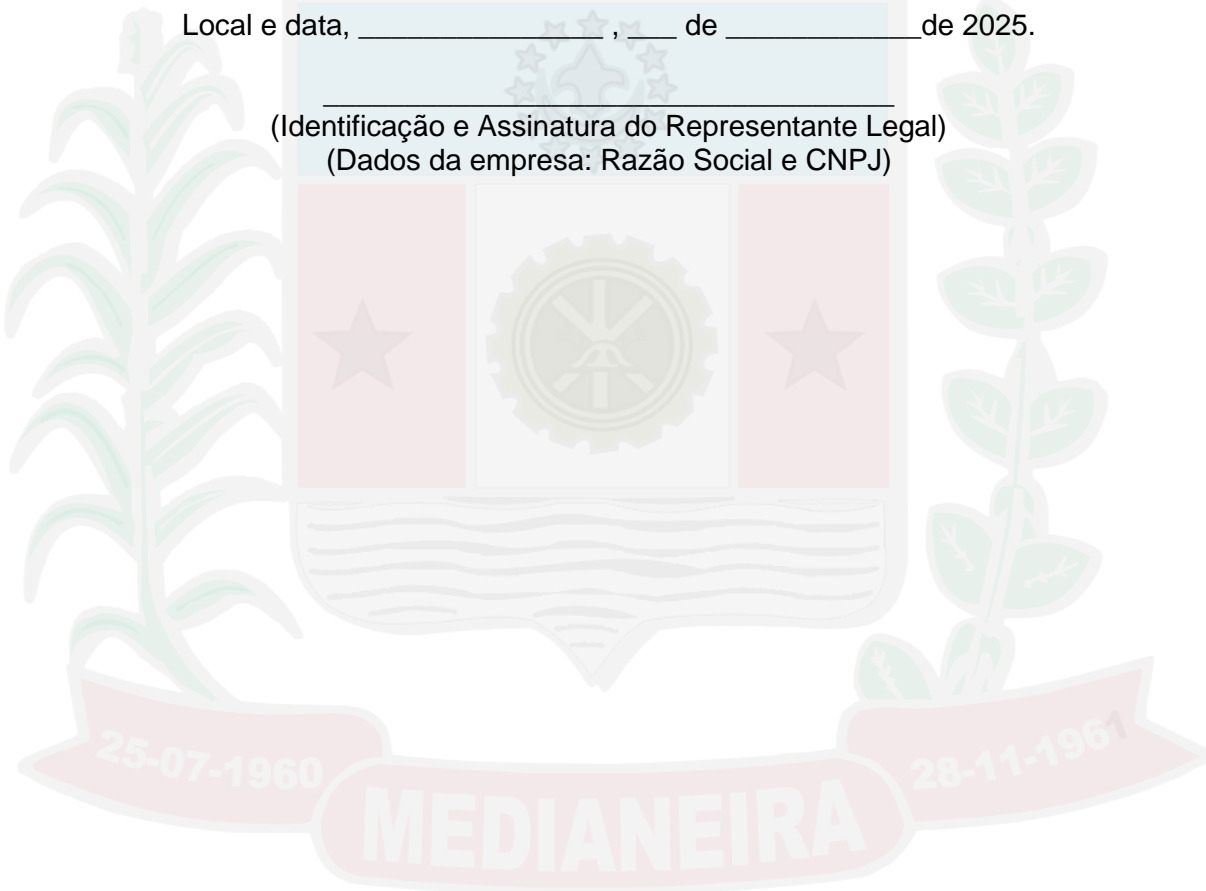 Local e data, _______________ , ___ de ____________de 2025.
___________________________________
(Identificação e Assinatura do Representante Legal)
(Dados da empresa: Razão Social e CNPJ)
25-07-1960
28-11-1961
MEDIANEIRA